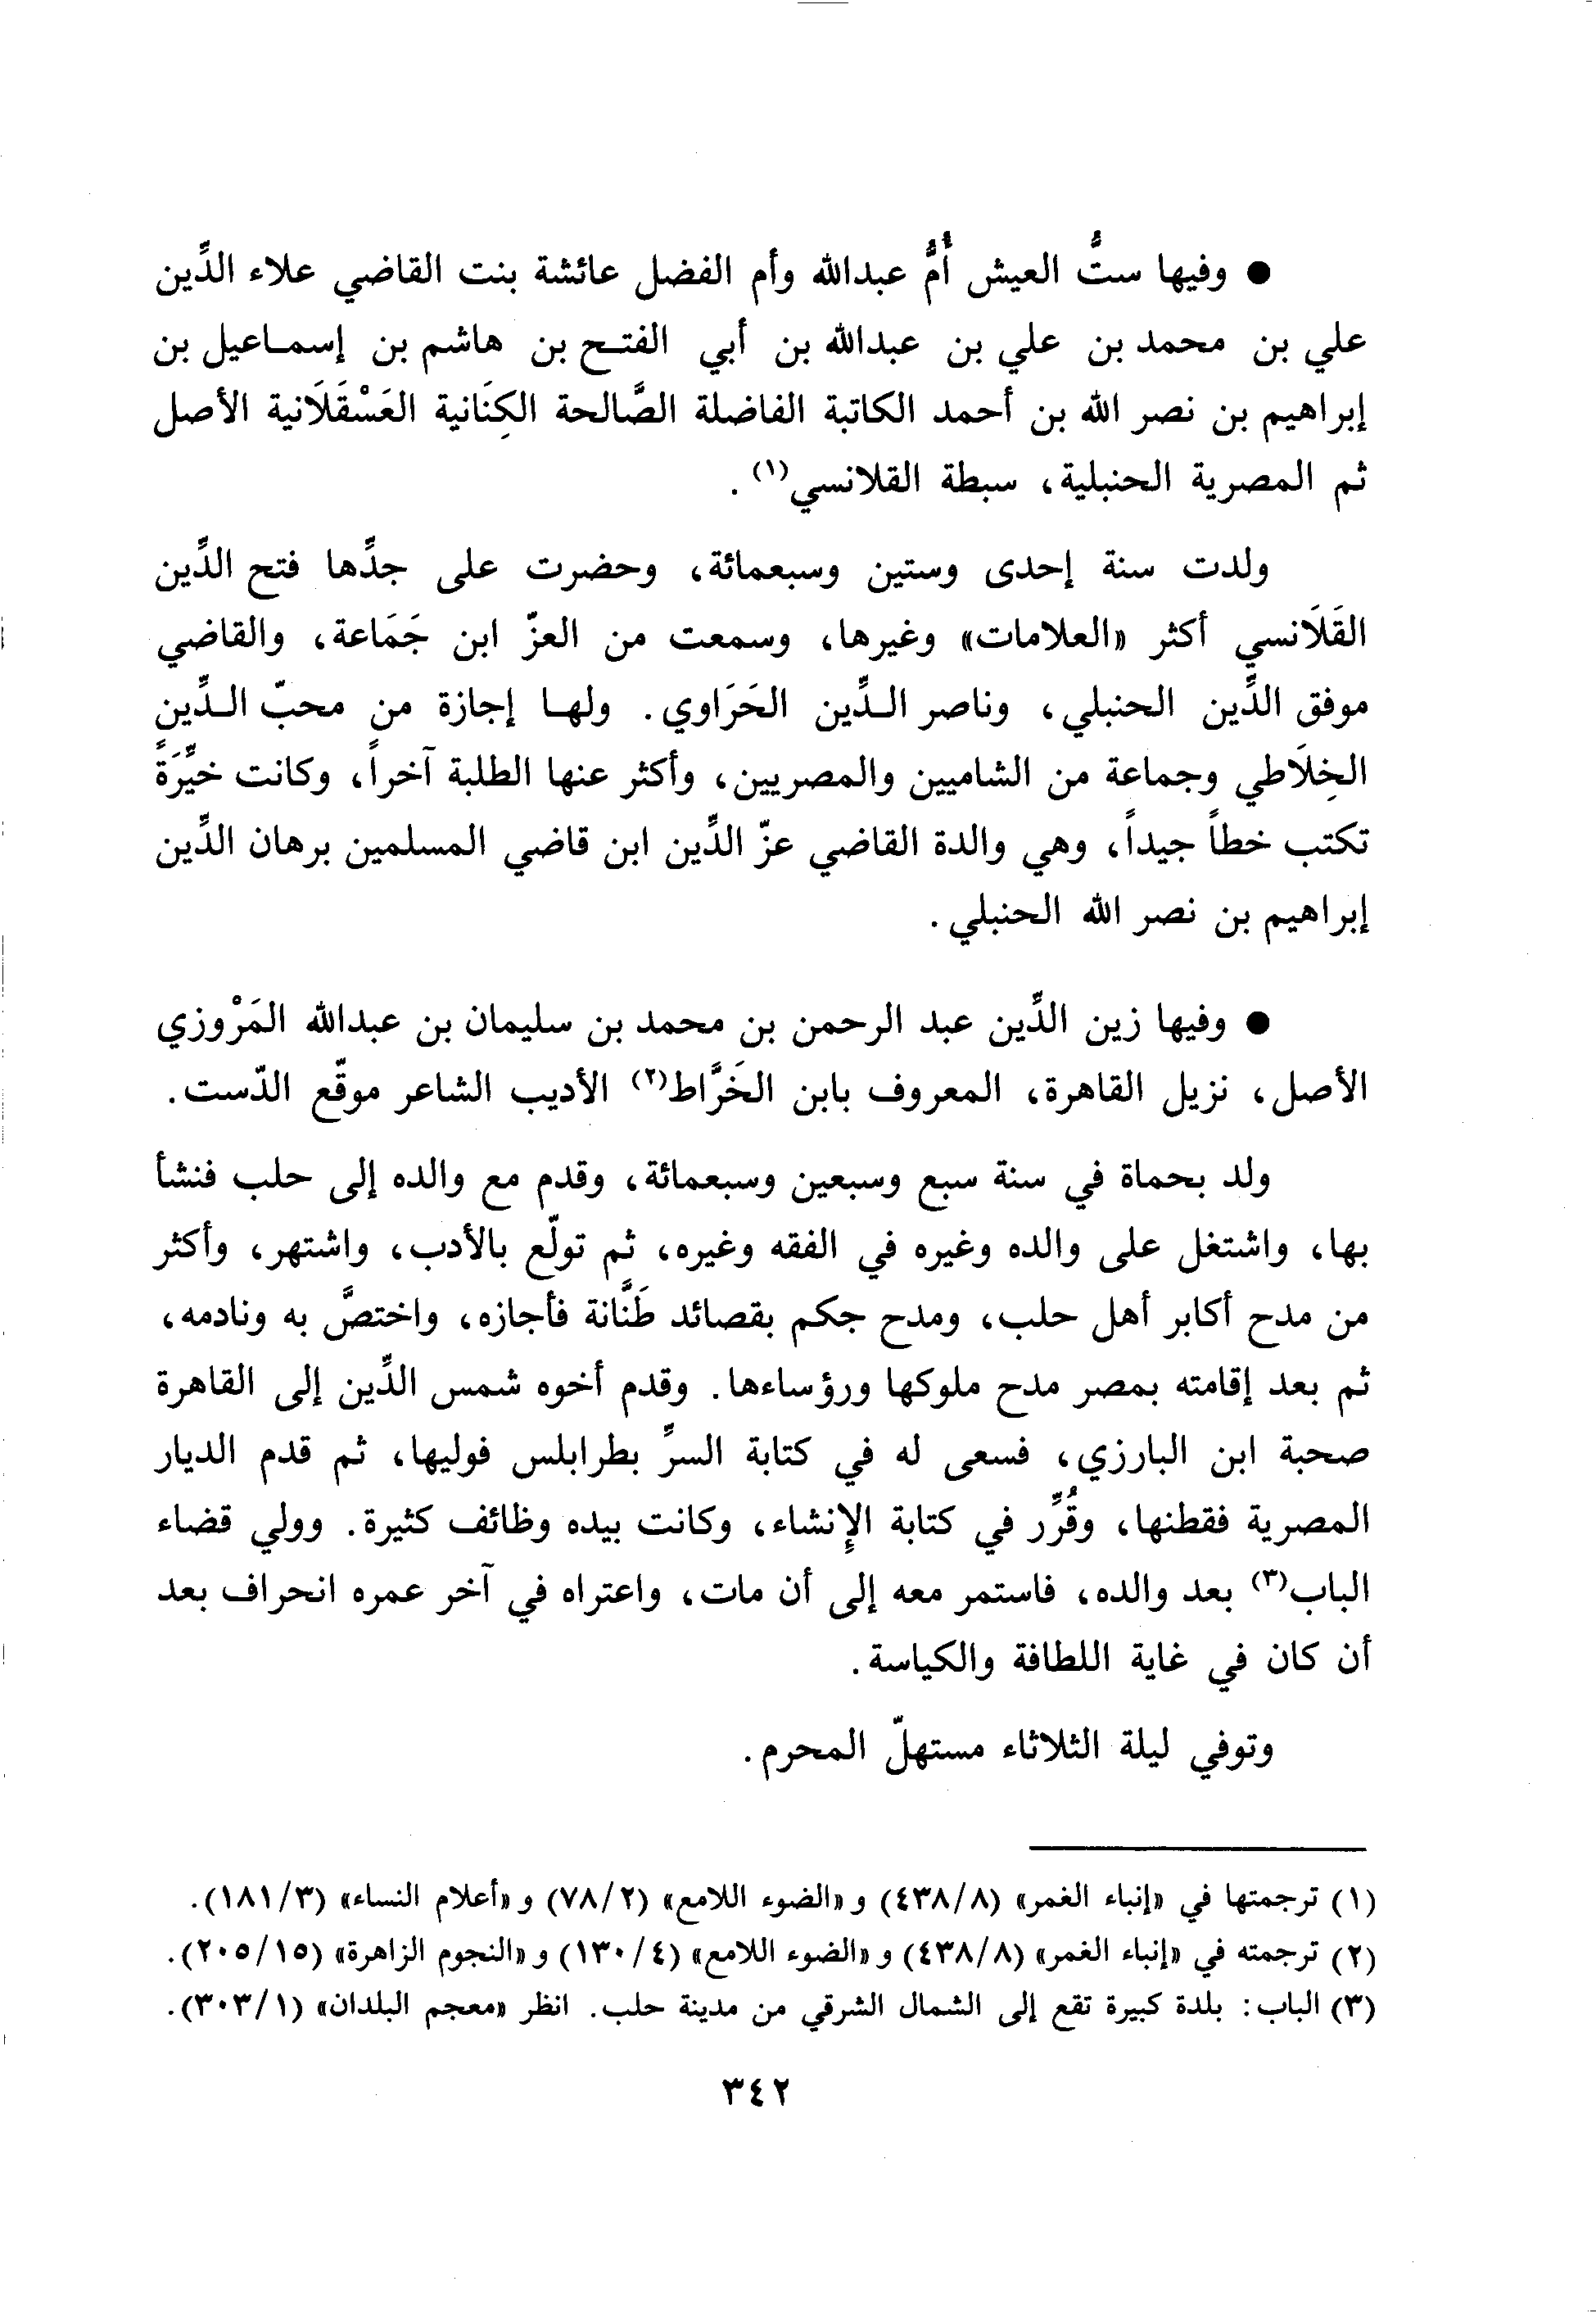 ● وفيها ستُّ العيش أُمُّ عبدالله وأم الفضل عائشة بنت القاضي علاء الدِّين
علي بن محمد بن علي بن عبدالله بن أبي الفتـح بن هاشم بن إسمـاعيل بن
إبراهيم بن نصر الله بن أحمد الكاتبة الفاضلة الصَّالحة الكِنَانية العَسْقَلَانية الأصل
ثم المصرية الحنبلية، سبطة القلانسي(١) .
ولدت سنة إحدى وستين وسبعمائة، وحضرت على جدِّها فتح الدِّين
القَلَانسي أكثر «العلامات» وغيرها، وسمعت من العزّ ابن جَمَاعة، والقاضي
موفق الدِّين الحنبلي، وناصر الـدِّين الحَرَاوي. ولهـا إجازة من محبّ الـدِّين
الخِلَاطي وجماعة من الشاميين والمصريين، وأكثر عنها الطلبة آخراً، وكانت خيِّرَةً
تكتب خطاً جيداً، وهي والدة القاضي عزّ الدِّين ابن قاضي المسلمين برهان الدِّين
إبراهيم بن نصر الله الحنبلي .
● وفيها زين الدِّين عبد الرحمن بن محمد بن سليمان بن عبدالله المَرْوزي
الأصل، نزيل القاهرة، المعروف بابن الخَرَّاط(٢) الأديب الشاعر موقّع الدّست.
ولد بحماة في سنة سبع وسبعين وسبعمائة، وقدم مع والده إلى حلب فنشأ
بها، واشتغل على والده وغيره في الفقه وغيره، ثم تولّع بالأدب، واشتهر، وأكثر
من مدح أكابر أهل حلب، ومدح جكم بقصائد طَنَّانة فأجازه، واختصَّ به ونادمه،
ثم بعد إقامته بمصر مدح ملوكها ورؤساءها. وقدم أخوه شمس الدِّين إلى القاهرة
صحبة ابن البارزي، فسعى له في كتابة السرِّ بطرابلس فوليها، ثم قدم الديار
المصرية فقطنها، وقُرِّر في كتابة الإِنشاء، وكانت بيده وظائف كثيرة. وولي قضاء
الباب(٣) بعد والده، فاستمر معه إلى أن مات، واعتراه في آخر عمره انحراف بعد
أن كان في غاية اللطافة والكياسة.
وتوفي ليلة الثلاثاء مستهلّ المحرم.
(١) ترجمتها في «إنباء الغمر» (٤٣٨/٨) و«الضوء اللامع» (٧٨/٢) و«أعلام النساء» (١٨١/٣).
(٢) ترجمته في «إنباء الغمر» (٤٣٨/٨) و«الضوء اللامع» (١٣٠/٤) و«النجوم الزاهرة» (٢٠٥/١٥).
(٣) الباب: بلدة كبيرة تقع إلى الشمال الشرقي من مدينة حلب. انظر «معجم البلدان» (٣٠٣/١).
٣٤٢